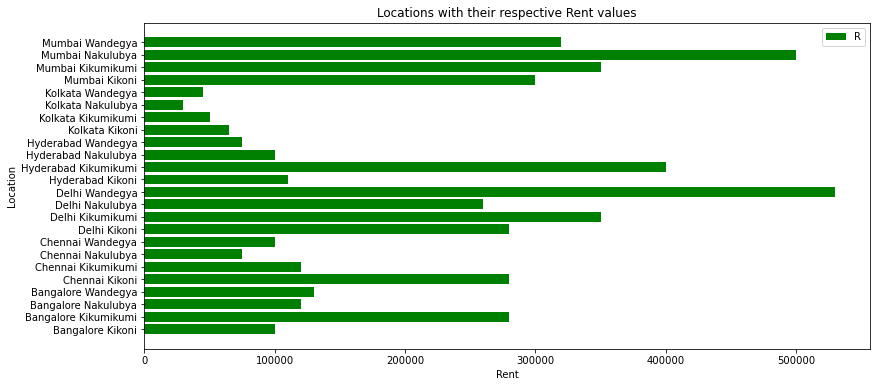 Locations with their respective Rent values
R
Location
Mumbai Wandegya
Mumbai Nakulubya
Mumbai Kikumikumi
Mumbai Kikoni
Kolkata Wandegya
Kolkata Nakulubya
Kolkata Kikumikumi
Kolkata Kikoni
Hyderabad Wandegya
Hyderabad Nakulubya
Hyderabad Kikumikumi
Hyderabad Kikoni
Delhi Wandegya
Delhi Nakulubya
Delhi Kikumikumi
Delhi Kikoni
Chennai Wandegya
Chennai Nakulubya
Chennai Kikumikumi
Chennai Kikoni
Bangalore Wandegya
Bangalore Nakulubya
Bangalore Kikumikumi
Bangalore Kikoni
0 100000 200000 300000 400000 500000
Rent